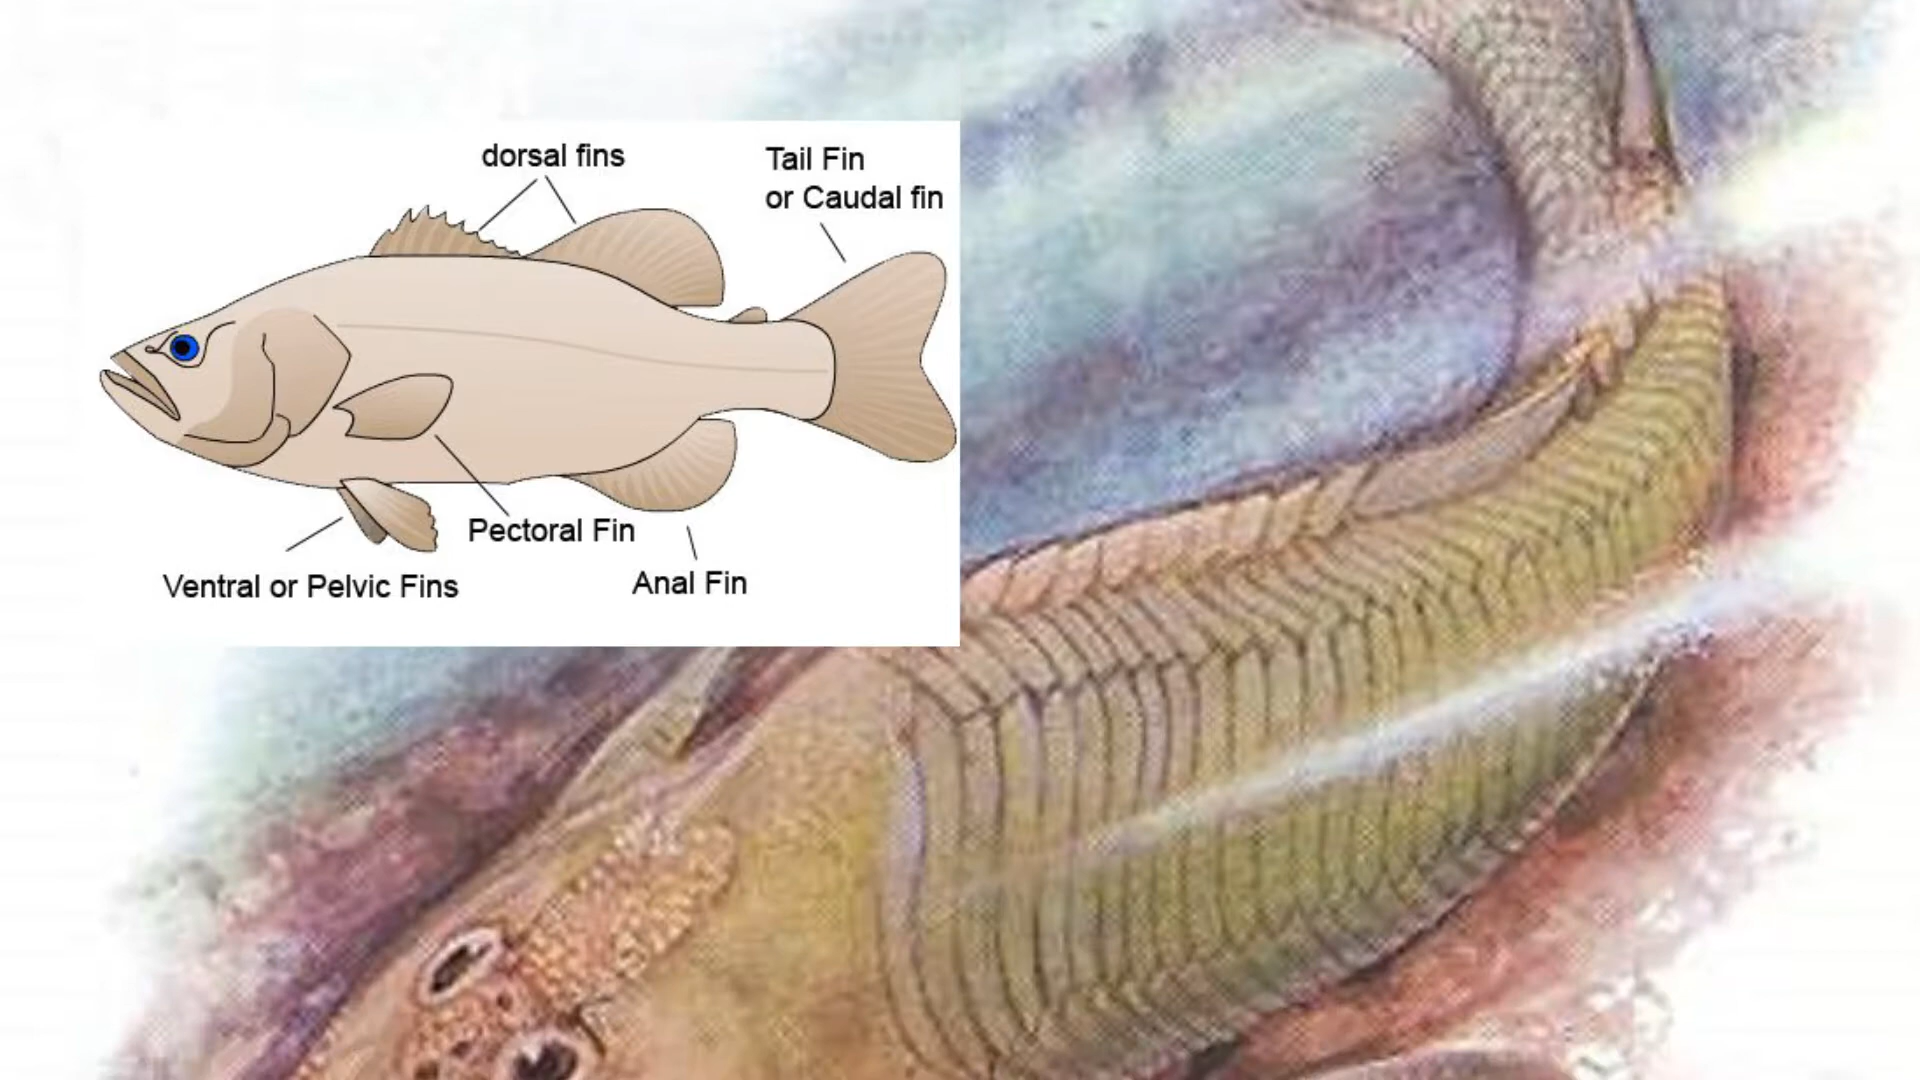 dorsal fins
Tail Fin
or Caudal fin
Pectoral Fin
Ventral or Pelvic Fins
Anal Fin